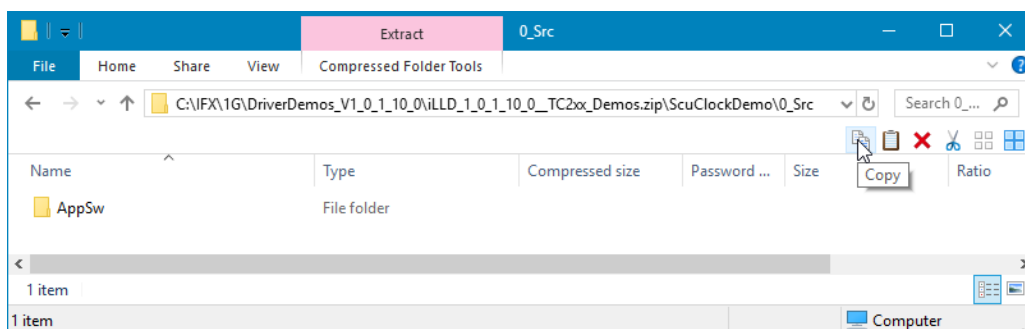 Extract 0_Src
File Home Share View Compressed Folder Tools
C:\IFX\1G\DriverDemos_V1_0_1_10_0\iLLD_1_0_1_10_0__TC2xx_Demos.zip\ScuClockDemo\0_Src Search 0_...
Name Type Compressed size Password ... Size Ratio
Copy
AppSw File folder
1 item
1 item Computer